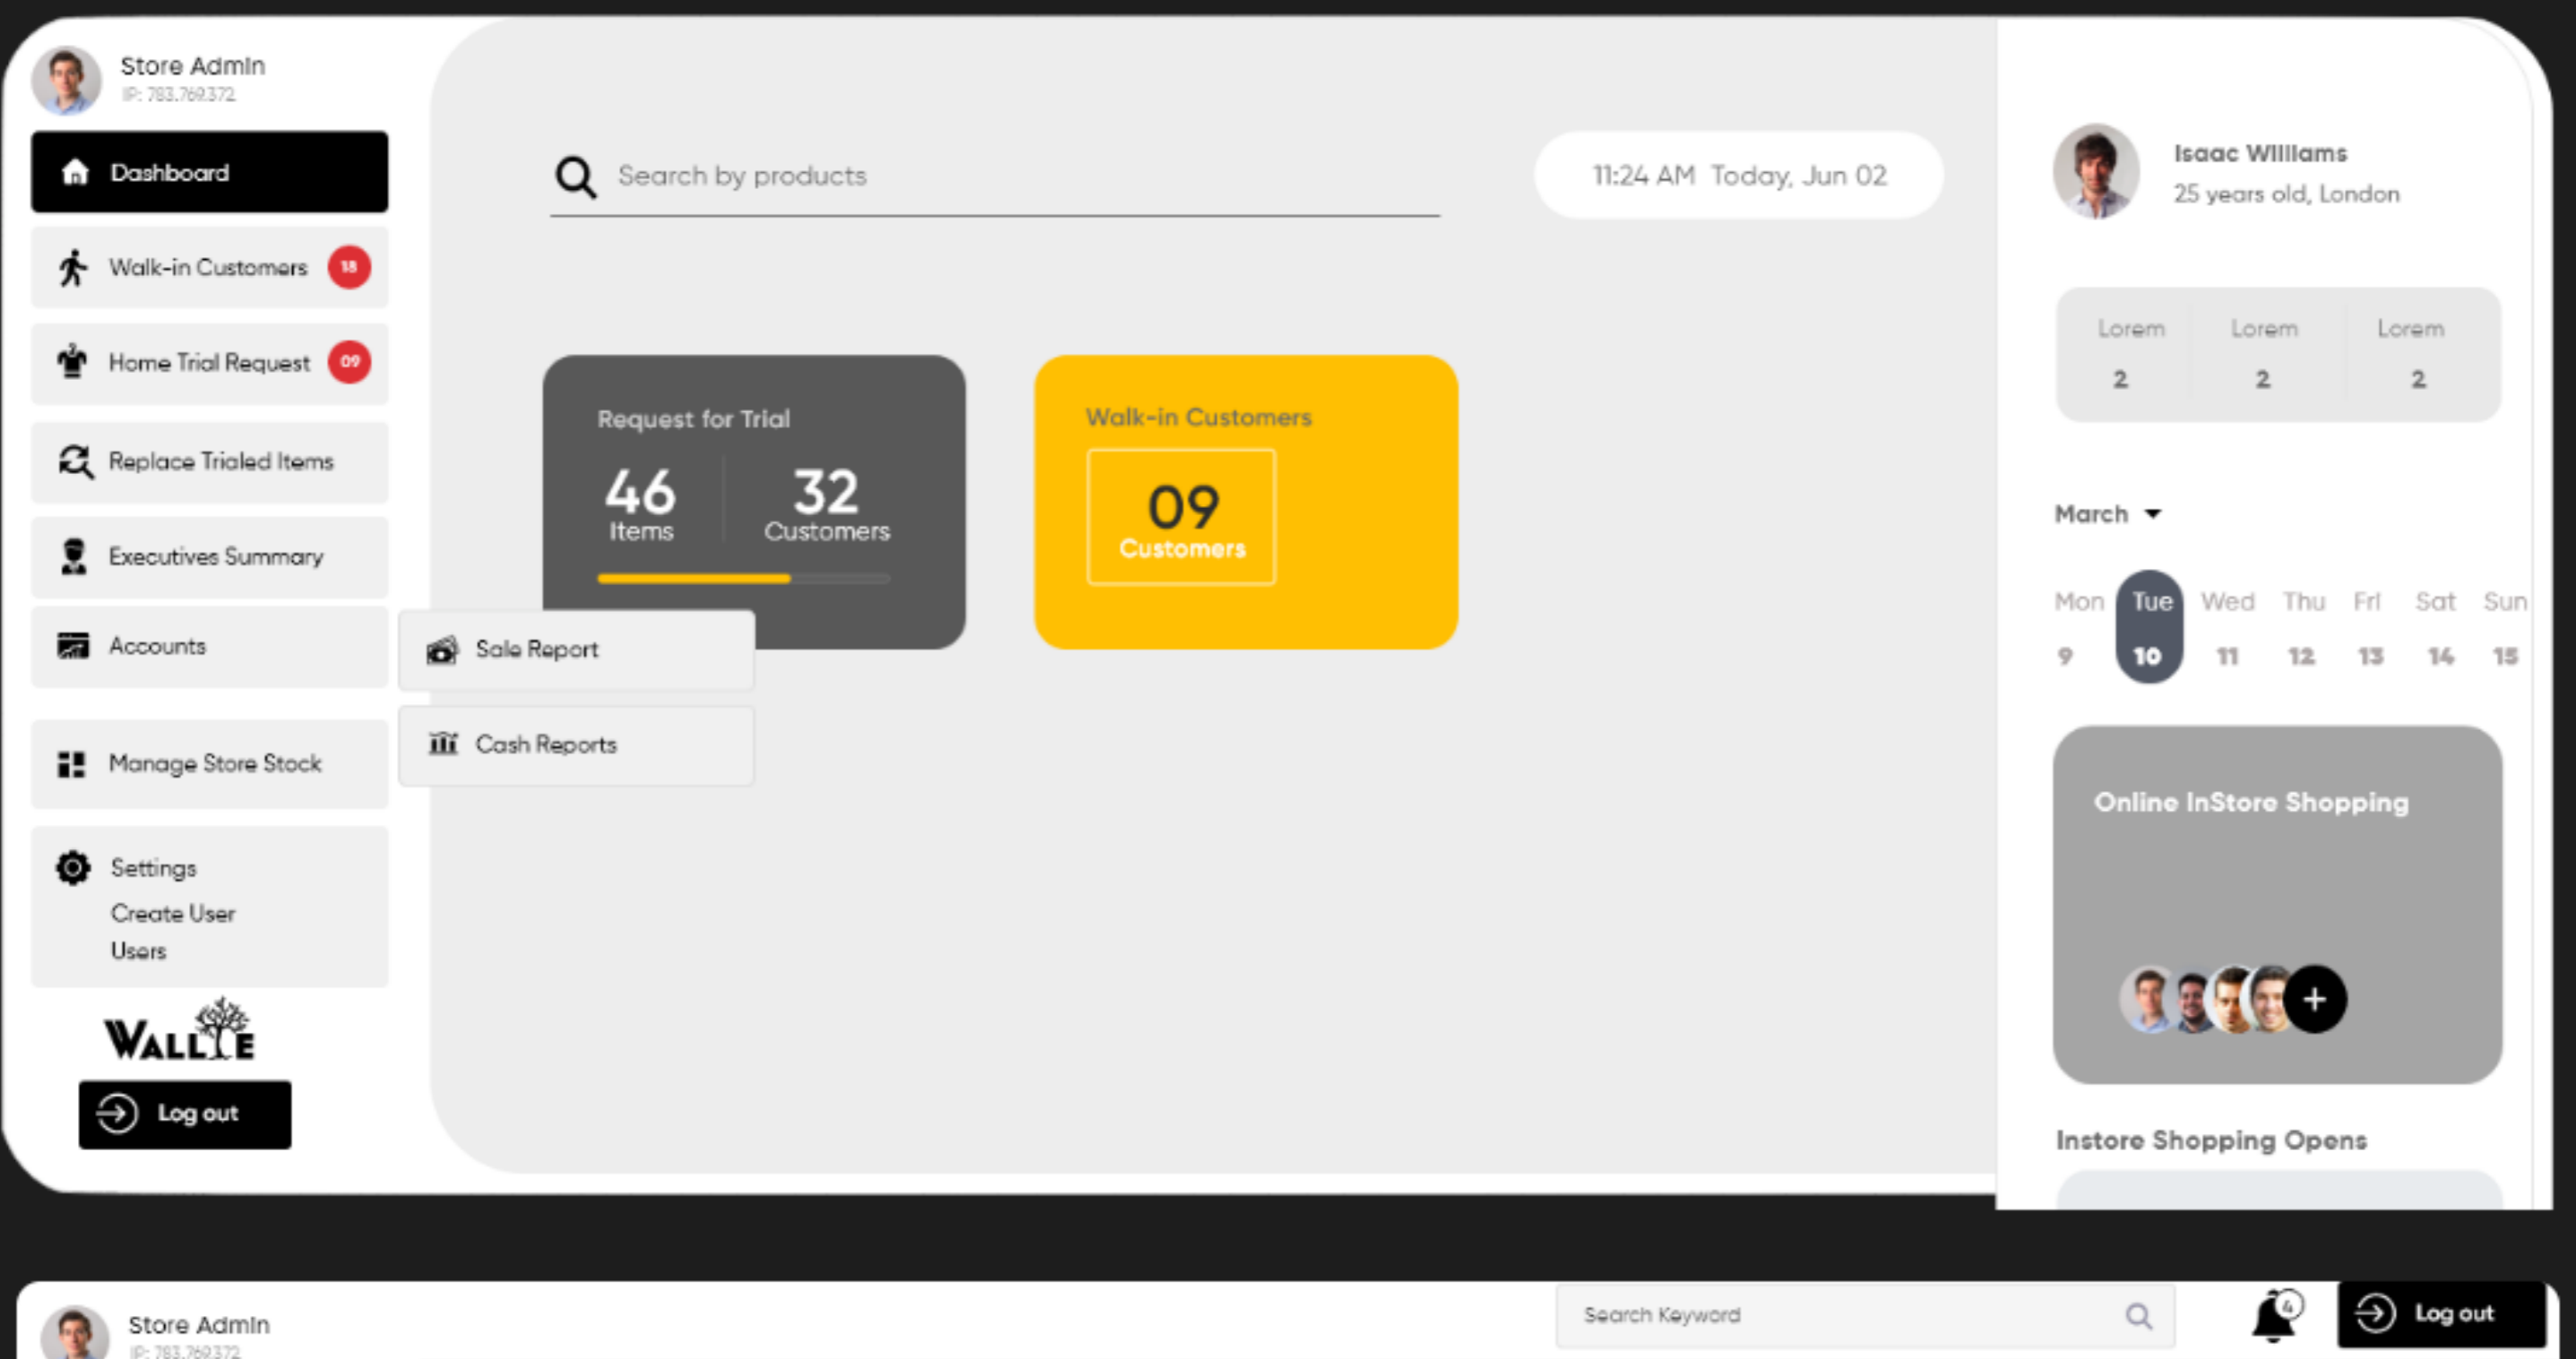 Store Admin
IP: 783.769.372
Dashboard
Walk-in Customers 18
Home Trial Request 09
Replace Trialed Items
Executives Summary
Accounts
Sale Report
Cash Reports
Manage Store Stock
Settings
Create User
Users
WALLIE
Log out
Search by products
11:24 AM Today, Jun 02
Request for Trial
46 32
Items Customers
Walk-in Customers
09
Customers
Isaac Williams
25 years old, London
Lorem Lorem Lorem
2 2 2
March
Mon Tue Wed Thu Fri Sat Sun
9 10 11 12 13 14 15
Online InStore Shopping
+
Instore Shopping Opens
Store Admin
IP: 783.769.372
Search Keyword
4
Log out